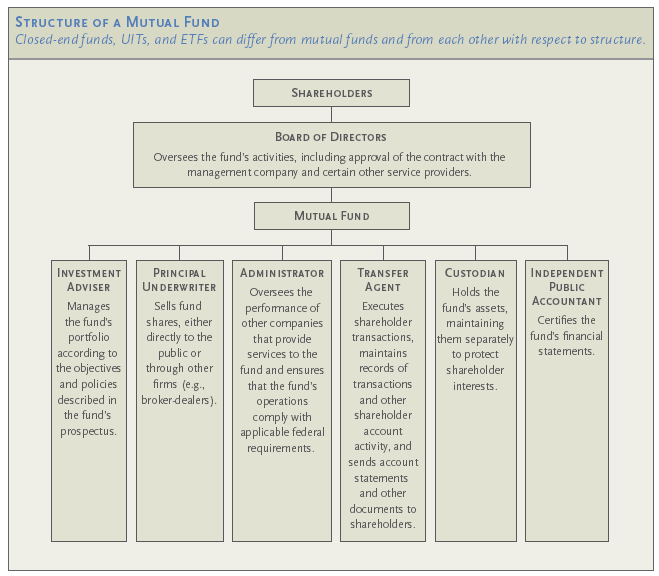 STRUCTURE OF A MUTUAL FUND
Closed-end funds, UITs, and ETFs can differ from mutual funds and from each other with respect to structure.
SHAREHOLDERS
BOARD OF DIRECTORS
Oversees the fund's activities, including approval of the contract with the
management company and certain other service providers.
MUTUAL FUND
INVESTMENT
ADVISER
Manages
the fund's
portfolio
according to
the objectives
and policies
described in
the fund's
prospectus.
PRINCIPAL
UNDERWRITER
Sells fund
shares, either
directly to the
public or
through other
firms (e.g.,
broker-dealers).
ADMINISTRATOR
Oversees the
performance of
other companies
that provide
services to the
fund and ensures
that the fund's
operations
comply with
applicable federal
requirements.
TRANSFER
AGENT
Executes
shareholder
transactions,
maintains
records of
transactions
and other
shareholder
account
activity, and
sends account
statements
and other
documents to
shareholders.
CUSTODIAN
Holds the
fund's assets,
maintaining
them separately
to protect
shareholder
interests.
INDEPENDENT
PUBLIC
ACCOUNTANT
Certifies the
fund's financial
statements.